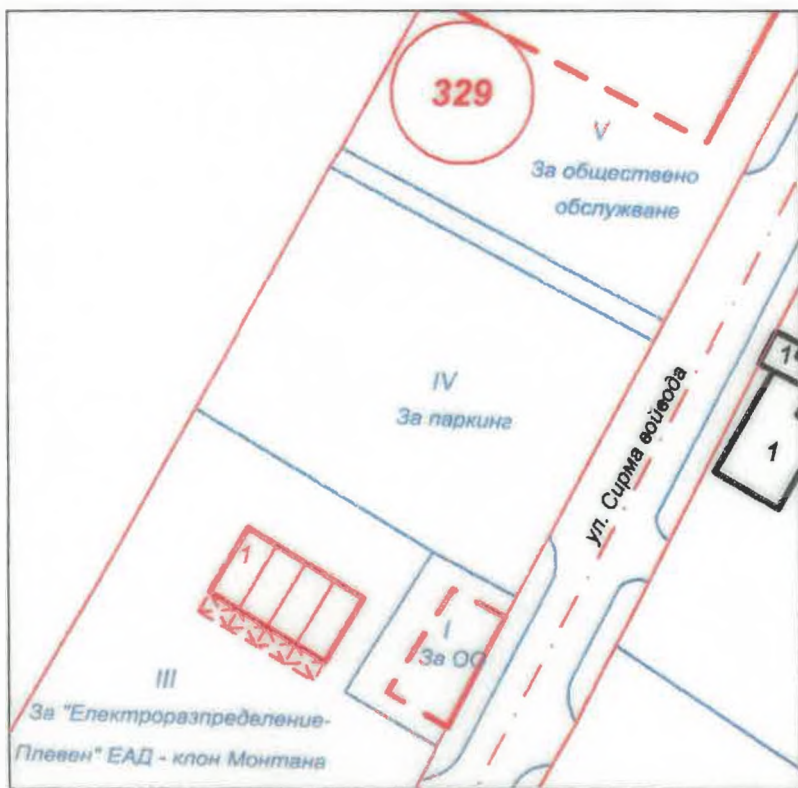 329
V
За обществено
обслужване
IV
За паркинг
ул. Сирма войвода
1
1
1
I
За ОО
III
За "Електроразпределение-
Плевен" ЕАД - клон Монтана